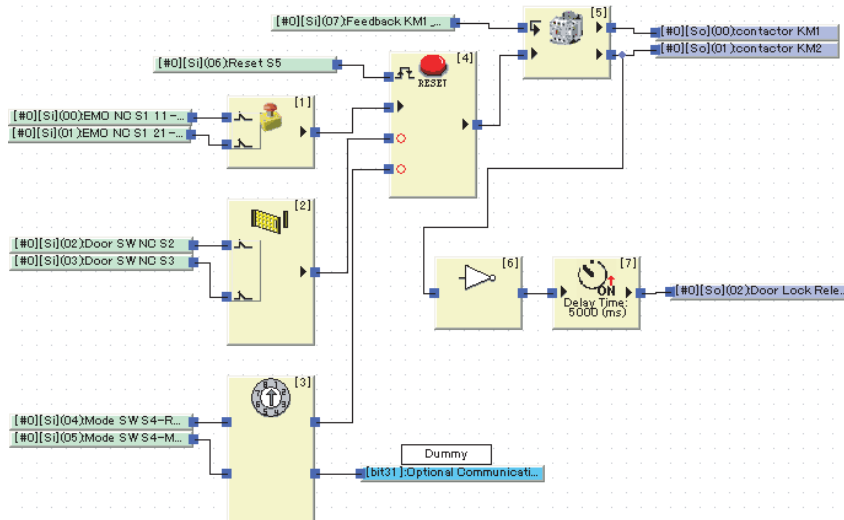 [#0][Si](07):Feedback KM1 _...
[5]
[#0][So](00):contactor KM1
[#0][So](01):contactor KM2
[#0][Si](06):Reset S5
[4]
RESET
[#0][Si](00):EMO NC S1 11-...
[#0][Si](01):EMO NC S1 21-...
[1]
[2]
[#0][Si](02):Door SW NC S2
[#0][Si](03):Door SW NC S3
[6]
[7]
ON
Delay Time:
5000 (ms)
[#0][So](02):Door Lock Rele...
[3]
[#0][Si](04):Mode SW S4-R...
[#0][Si](05):Mode SW S4-M...
Dummy
[bit31]:Optional Communicati...